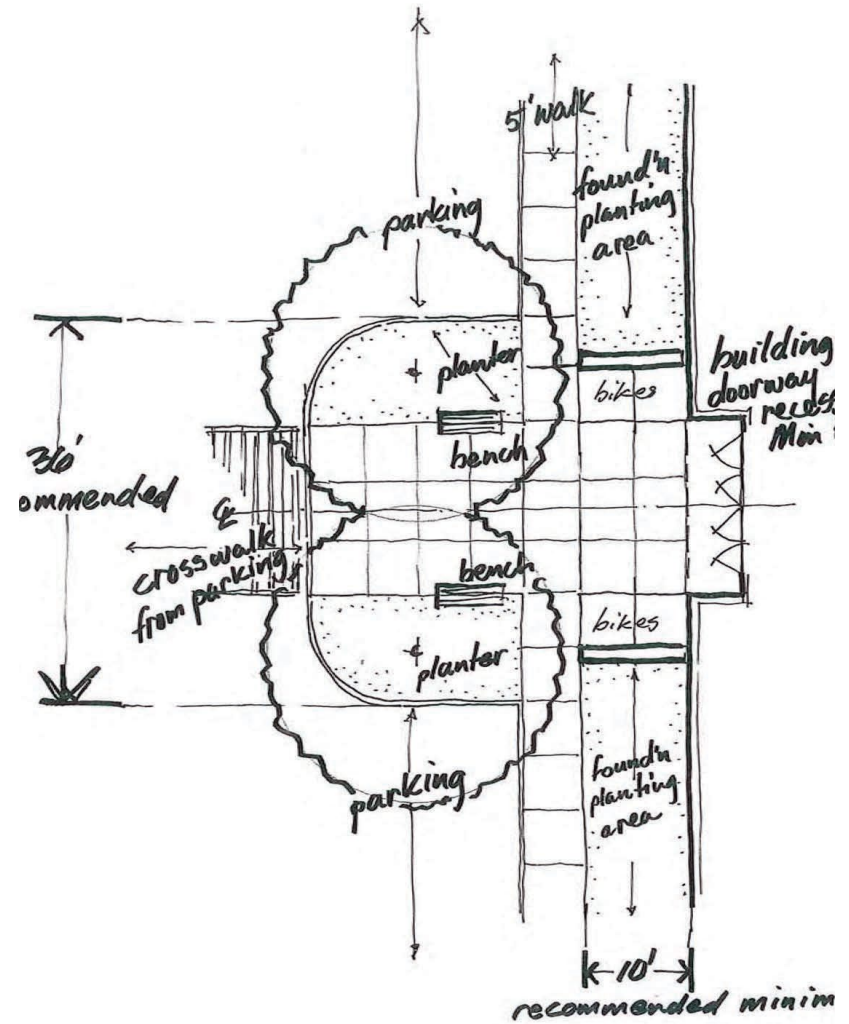 5' walk
found'n
planting
area
parking
planter
building
doorway
recess
Min
bikes
bench
36'
ommended
℄
crosswalk
from parking
bench
bikes
planter
found'n
planting
area
parking
10'
recommended minim